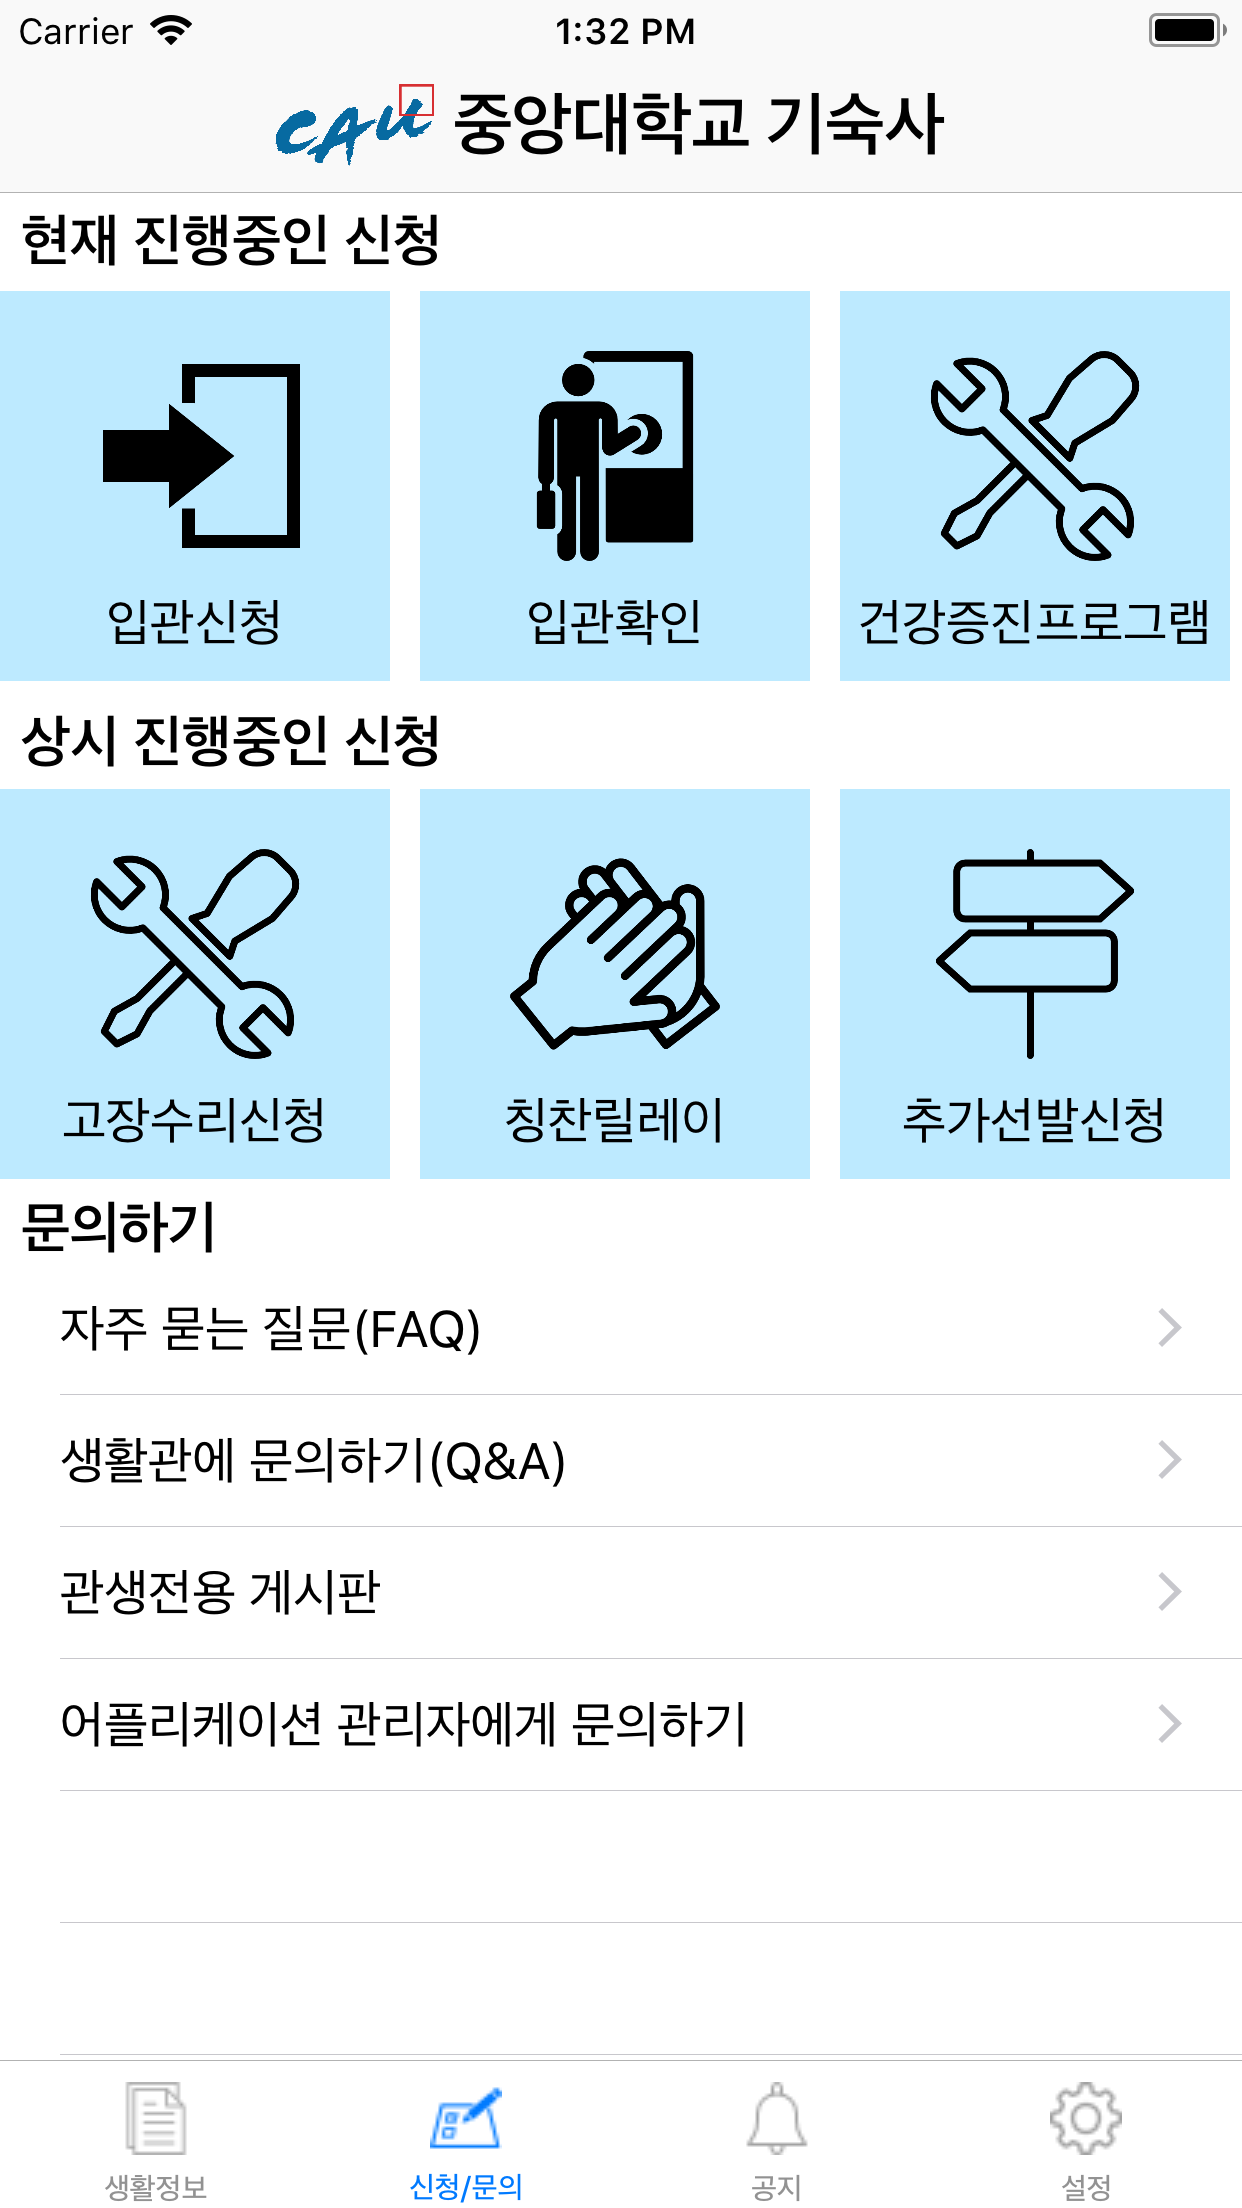 Carrier 1:32 PM
CAU 중앙대학교 기숙사
현재 진행중인 신청
입관신청 입관확인 건강증진프로그램
상시 진행중인 신청
고장수리신청 칭찬릴레이 추가선발신청
문의하기
자주 묻는 질문(FAQ)
생활관에 문의하기(Q&A)
관생전용 게시판
어플리케이션 관리자에게 문의하기
생활정보 신청/문의 공지 설정